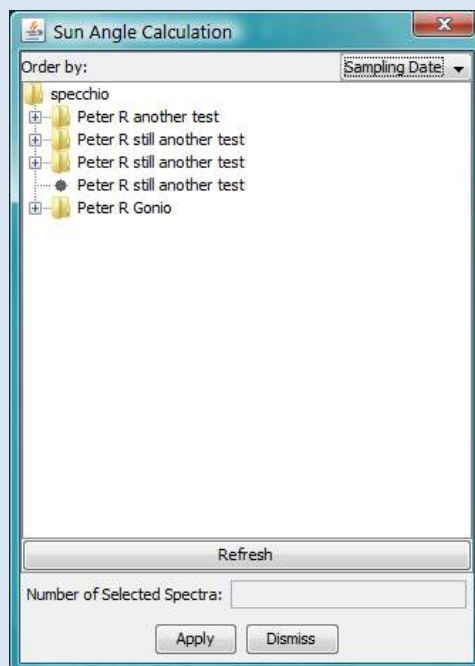 Sun Angle Calculation
Order by: Sampling Date
specchio
Peter R another test
Peter R still another test
Peter R still another test
Peter R still another test
Peter R Gonio
Refresh
Number of Selected Spectra:
Apply Dismiss